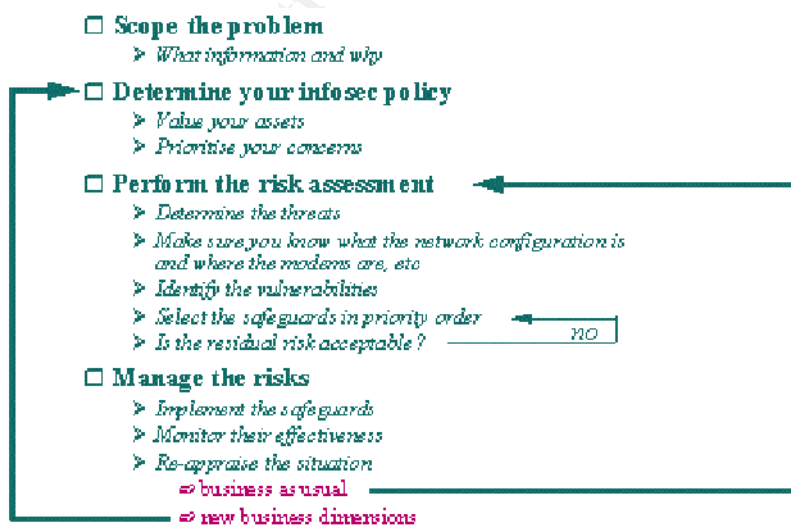 Scope the problem
What information and why
Determine your infosec policy
Value your assets
Prioritise your concerns
Perform the risk assessment
Determine the threats
Make sure you know what the network configuration is
and where the modems are, etc
Identify the vulnerabilities
Select the safeguards in priority order
no
Is the residual risk acceptable?
Manage the risks
Implement the safeguards
Monitor their effectiveness
Re-appraise the situation
business as usual
new business dimensions